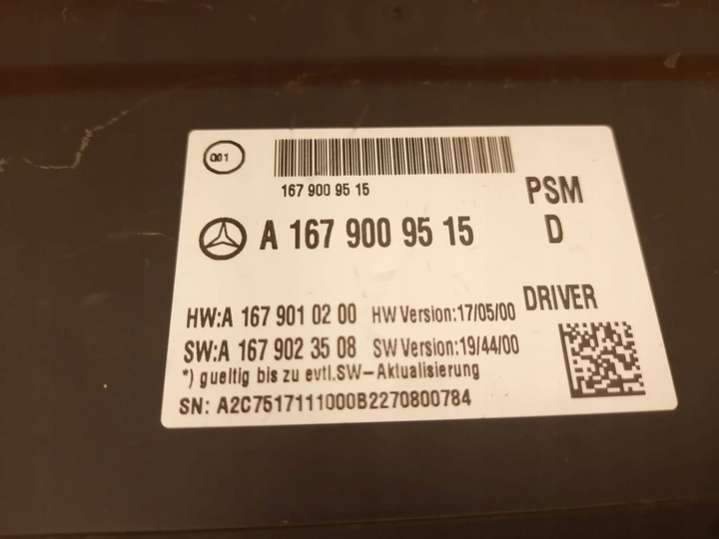 001
167 900 95 15
PSM
A 167 900 95 15
D
HW:A 167 901 02 00 HW Version:17/05/00
DRIVER
SW:A 167 902 35 08 SW Version:19/44/00
*) gueltig bis zu evtl.SW-Aktualisierung
SN: A2C7517111000B2270800784